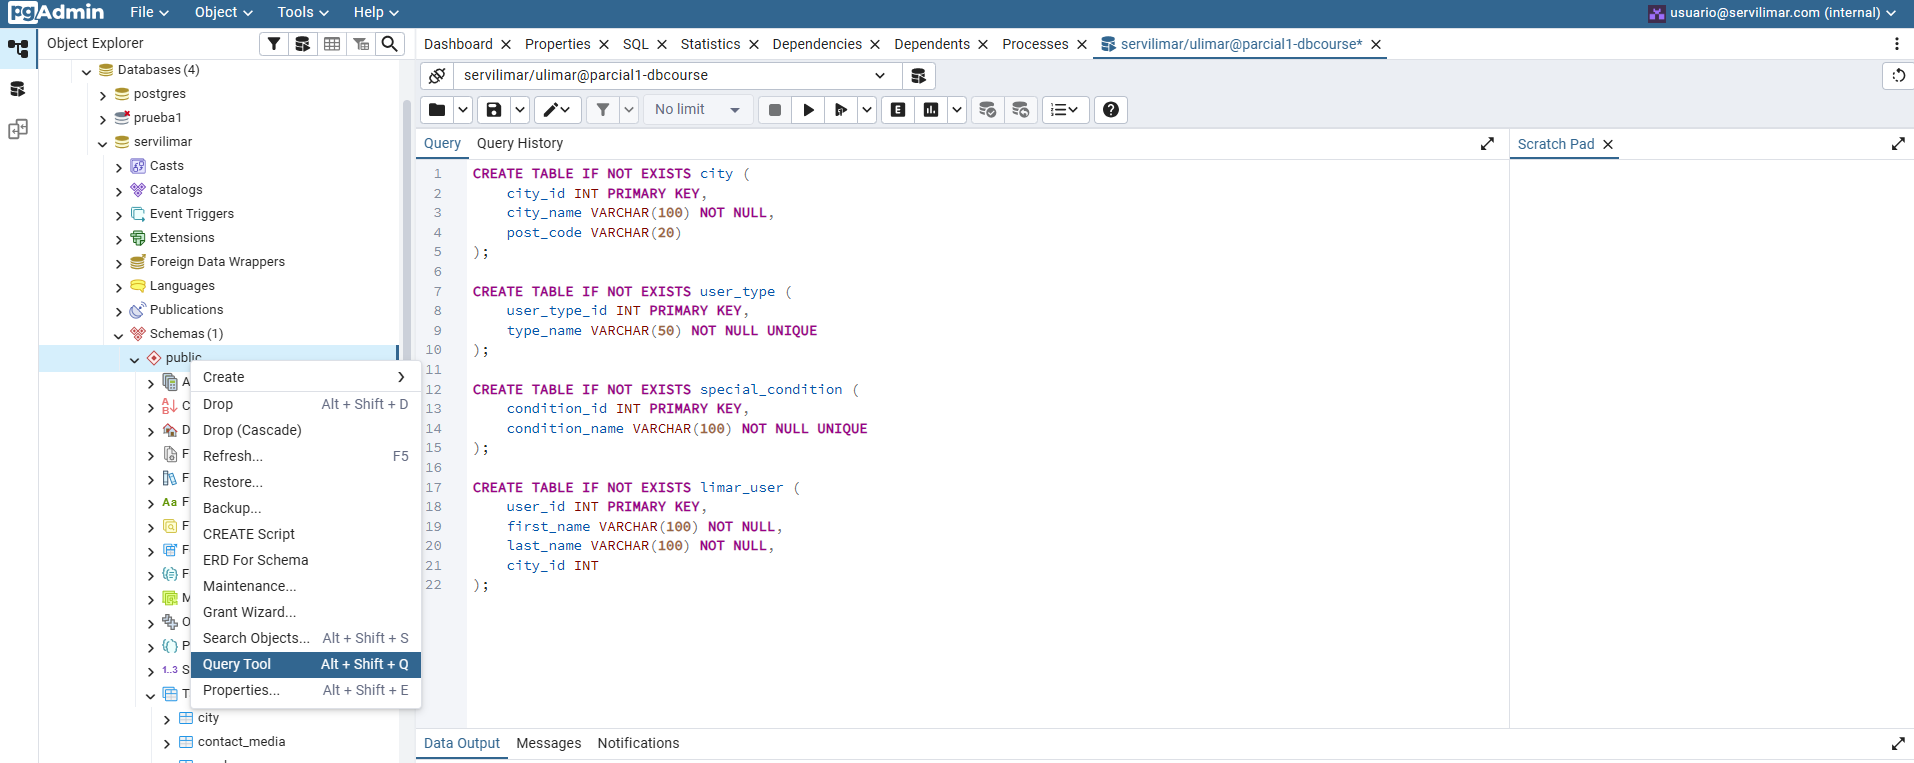 pgAdmin File Object Tools Help usuario@servilimar.com (internal)
Object Explorer
Dashboard Properties SQL Statistics Dependencies Dependents Processes servilimar/ulimar@parcial1-dbcourse*
servilimar/ulimar@parcial1-dbcourse
No limit
Databases (4)
postgres
prueba1
servilimar
Casts
Catalogs
Event Triggers
Extensions
Foreign Data Wrappers
Languages
Publications
Schemas (1)
public
A
C
D
F
F
Aa F
F
F
F
M
O
P
1..3 S
T
city
contact_media
Create
Drop Alt + Shift + D
Drop (Cascade)
Refresh... F5
Restore...
Backup...
CREATE Script
ERD For Schema
Maintenance...
Grant Wizard...
Search Objects... Alt + Shift + S
Query Tool Alt + Shift + Q
Properties... Alt + Shift + E
Query Query History
Scratch Pad
1 CREATE TABLE IF NOT EXISTS city (
2 city_id INT PRIMARY KEY,
3 city_name VARCHAR(100) NOT NULL,
4 post_code VARCHAR(20)
5 );
6
7 CREATE TABLE IF NOT EXISTS user_type (
8 user_type_id INT PRIMARY KEY,
9 type_name VARCHAR(50) NOT NULL UNIQUE
10 );
11
12 CREATE TABLE IF NOT EXISTS special_condition (
13 condition_id INT PRIMARY KEY,
14 condition_name VARCHAR(100) NOT NULL UNIQUE
15 );
16
17 CREATE TABLE IF NOT EXISTS limar_user (
18 user_id INT PRIMARY KEY,
19 first_name VARCHAR(100) NOT NULL,
20 last_name VARCHAR(100) NOT NULL,
21 city_id INT
22 );
Data Output Messages Notifications